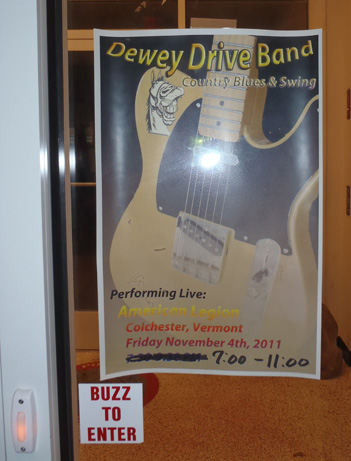 Dewey Drive Band
Country Blues & Swing
Performing Live:
American Legion
Colchester, Vermont
Friday November 4th, 2011
7:00 - 11:00
BUZZ
TO
ENTER